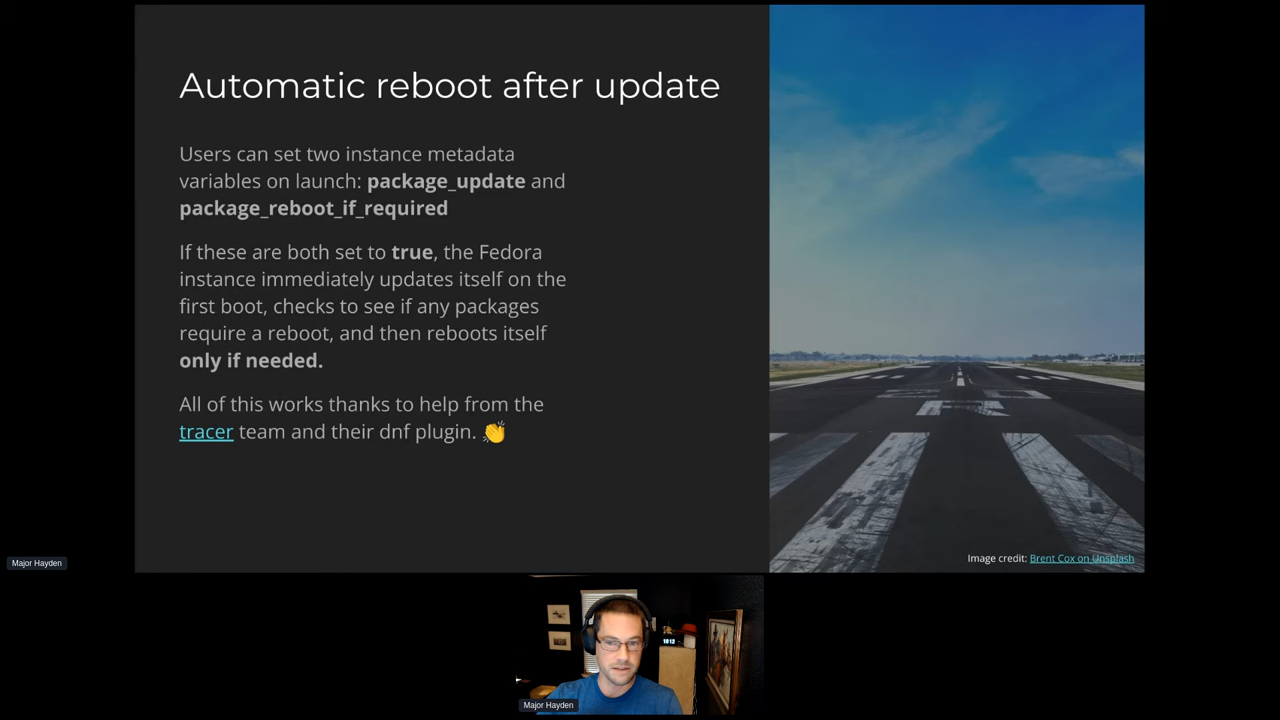 Automatic reboot after update
Users can set two instance metadata
variables on launch: package_update and
package_reboot_if_required
If these are both set to true, the Fedora
instance immediately updates itself on the
first boot, checks to see if any packages
require a reboot, and then reboots itself
only if needed.
All of this works thanks to help from the
tracer team and their dnf plugin. 👏
Image credit: Brent Cox on Unsplash
Major Hayden
Major Hayden